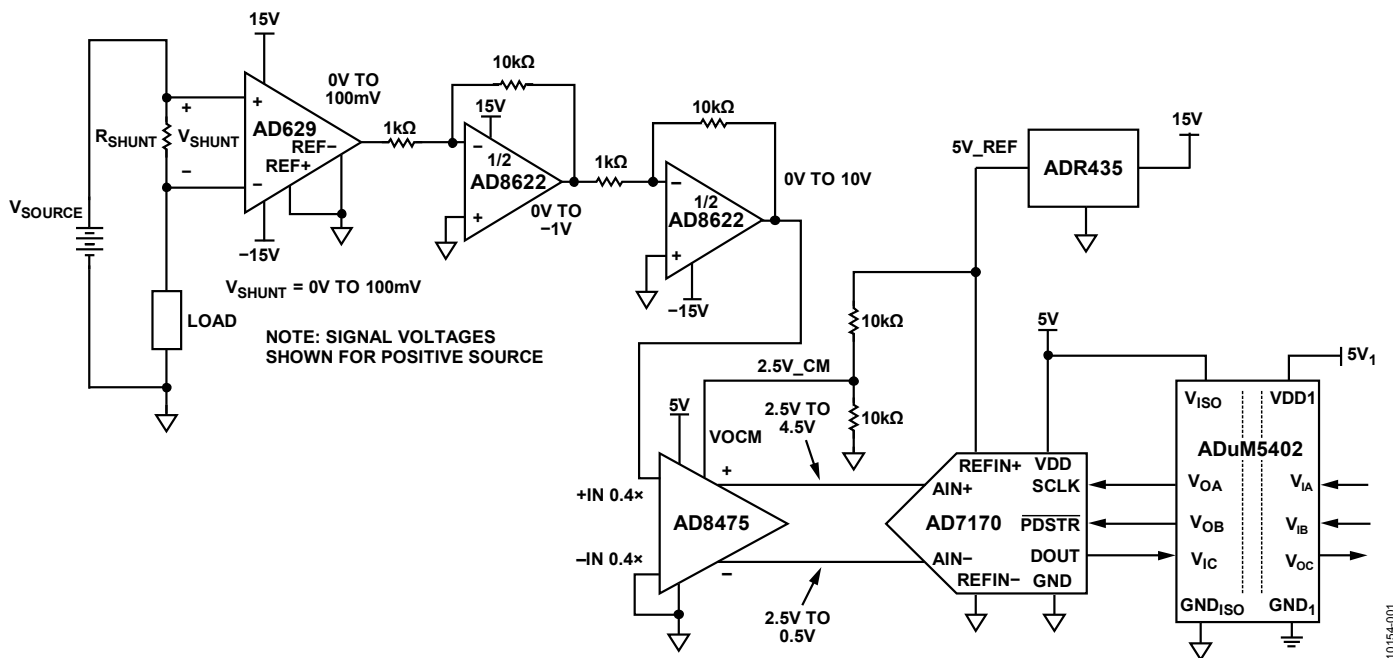 15V
0V TO
100mV
+
R_SHUNT
V_SHUNT
−
+
AD629
REF−
REF+
−
−15V
V_SOURCE
LOAD
V_SHUNT = 0V TO 100mV
NOTE: SIGNAL VOLTAGES
SHOWN FOR POSITIVE SOURCE
1kΩ
10kΩ
15V
−
1/2
AD8622
+
0V TO
−1V
1kΩ
10kΩ
−
1/2
AD8622
+
−15V
0V TO 10V
5V_REF
ADR435
15V
10kΩ
2.5V_CM
10kΩ
5V
VOCM
+IN 0.4×
−IN 0.4×
AD8475
+
−
2.5V TO
4.5V
2.5V TO
0.5V
5V
REFIN+
VDD
AIN+
SCLK
AD7170
PDSTR
AIN−
DOUT
REFIN−
GND
5V₁
V_ISO
VDD1
ADuM5402
V_OA
V_IA
V_OB
V_IB
V_IC
V_OC
GND_ISO
GND₁
10154-001